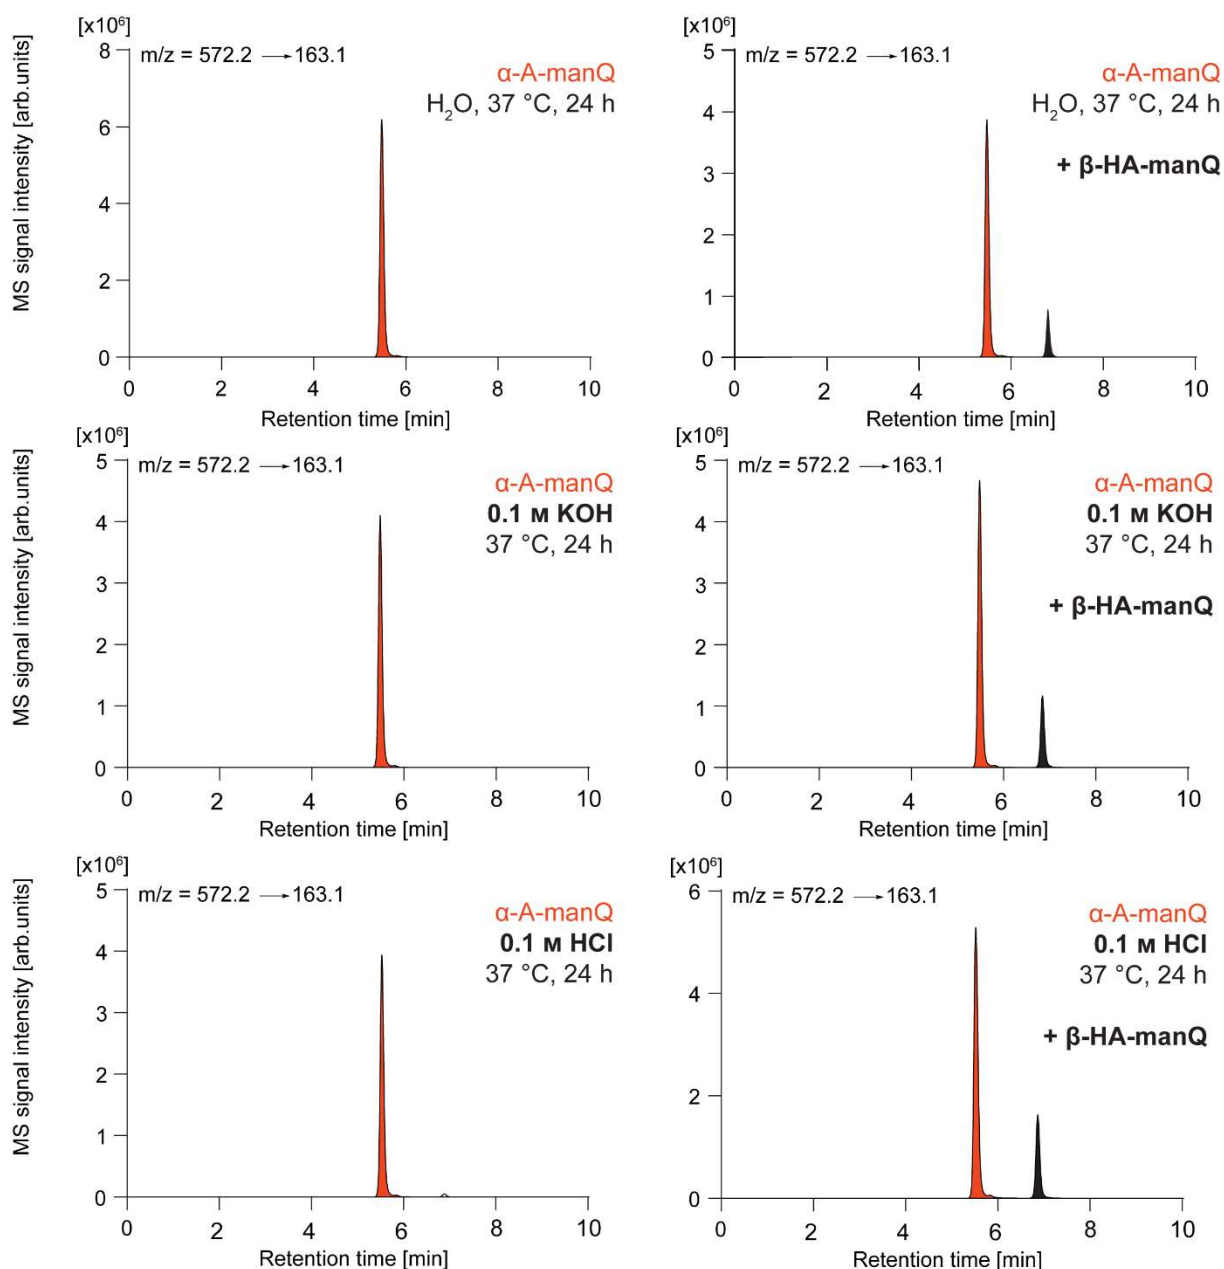 [x10⁶]
MS signal intensity [arb.units]
8
6
4
2
0
m/z = 572.2 → 163.1
α-A-manQ
H₂O, 37 °C, 24 h
0 2 4 6 8 10
Retention time [min]
[x10⁶]
5
4
3
2
1
0
m/z = 572.2 → 163.1
α-A-manQ
H₂O, 37 °C, 24 h
+ β-HA-manQ
0 2 4 6 8 10
Retention time [min]
[x10⁶]
MS signal intensity [arb.units]
5
4
3
2
1
0
m/z = 572.2 → 163.1
α-A-manQ
0.1 M KOH
37 °C, 24 h
0 2 4 6 8 10
Retention time [min]
[x10⁶]
5
4
3
2
1
0
m/z = 572.2 → 163.1
α-A-manQ
0.1 M KOH
37 °C, 24 h
+ β-HA-manQ
0 2 4 6 8 10
Retention time [min]
[x10⁶]
MS signal intensity [arb.units]
5
4
3
2
1
0
m/z = 572.2 → 163.1
α-A-manQ
0.1 M HCl
37 °C, 24 h
0 2 4 6 8 10
Retention time [min]
[x10⁶]
6
4
2
0
m/z = 572.2 → 163.1
α-A-manQ
0.1 M HCl
37 °C, 24 h
+ β-HA-manQ
0 2 4 6 8 10
Retention time [min]